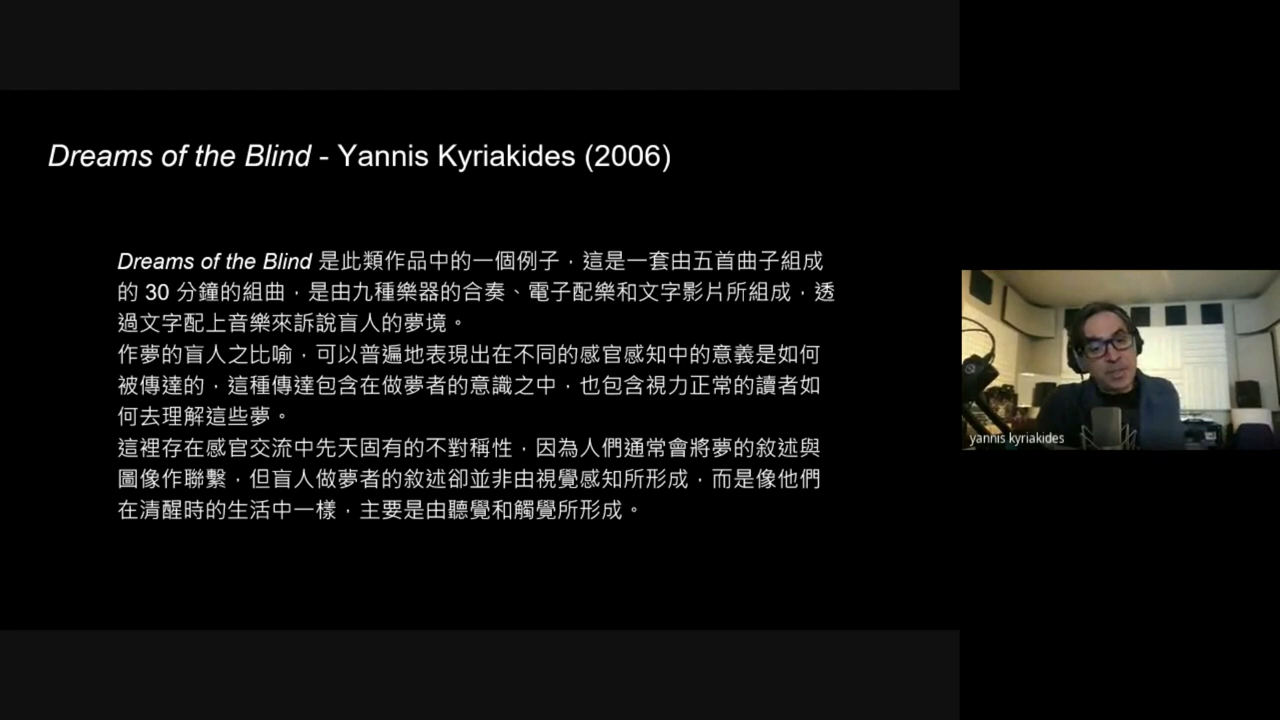 Dreams of the Blind - Yannis Kyriakides (2006)
Dreams of the Blind 是此類作品中的一個例子，這是一套由五首曲子組成
的 30 分鐘的組曲，是由九種樂器的合奏、電子配樂和文字影片所組成，透
過文字配上音樂來訴說盲人的夢境。
作夢的盲人之比喻，可以普遍地表現出在不同的感官感知中的意義是如何
被傳達的，這種傳達包含在做夢者的意識之中，也包含視力正常的讀者如
何去理解這些夢。
這裡存在感官交流中先天固有的不對稱性，因為人們通常會將夢的敘述與
圖像作聯繫，但盲人做夢者的敘述卻並非由視覺感知所形成，而是像他們
在清醒時的生活中一樣，主要是由聽覺和觸覺所形成。
yannis kyriakides